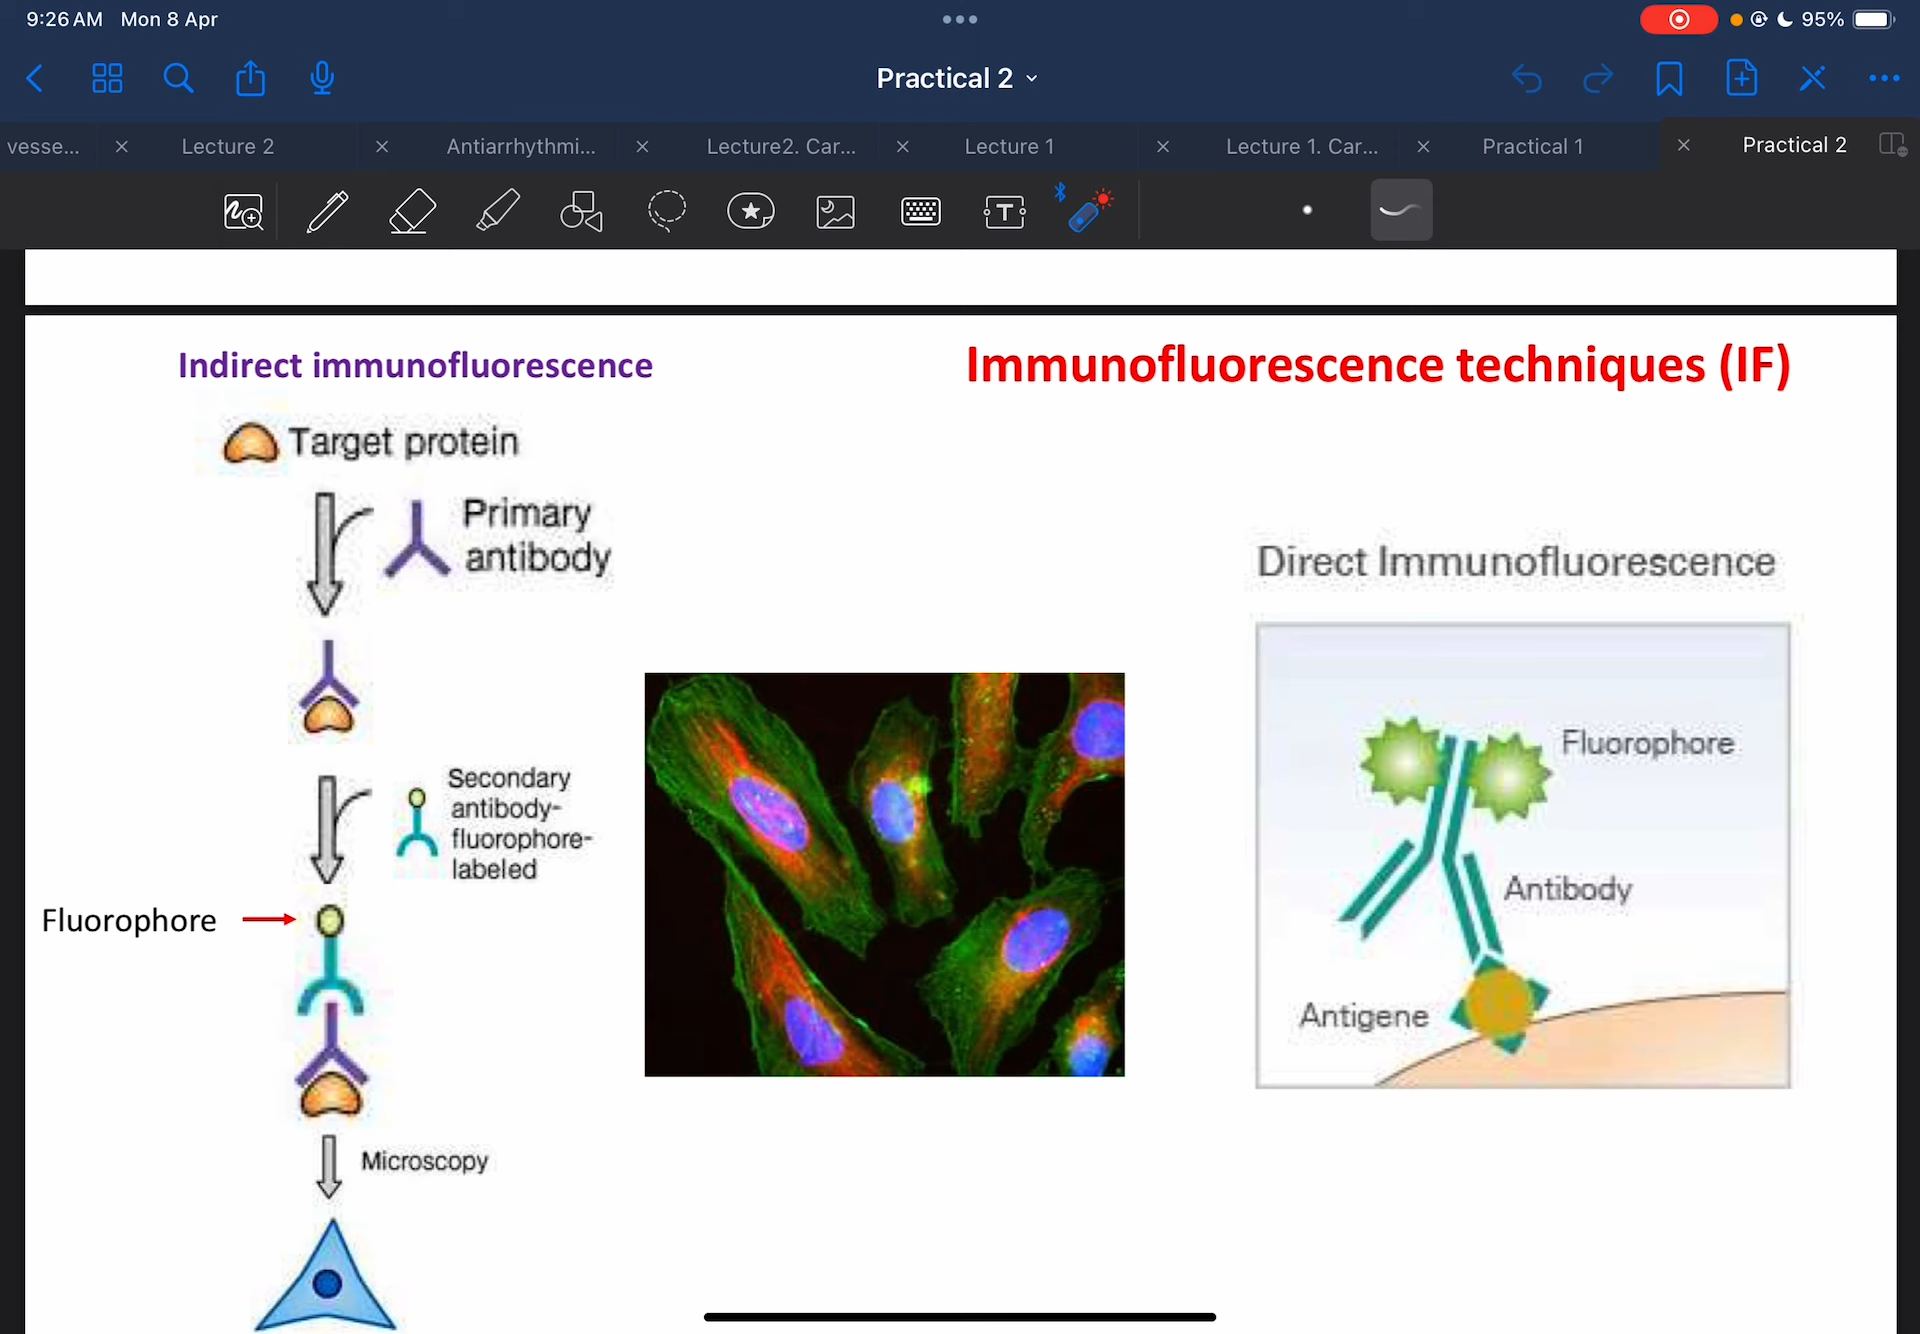 9:26 AM Mon 8 Apr
95%
Practical 2
vesse...
Lecture 2
Antiarrhythmi...
Lecture2. Car...
Lecture 1
Lecture 1. Car...
Practical 1
Practical 2
T
Indirect immunofluorescence
Immunofluorescence techniques (IF)
Target protein
Primary
antibody
Secondary
antibody-
fluorophore-
labeled
Fluorophore
Microscopy
Direct Immunofluorescence
Fluorophore
Antibody
Antigene